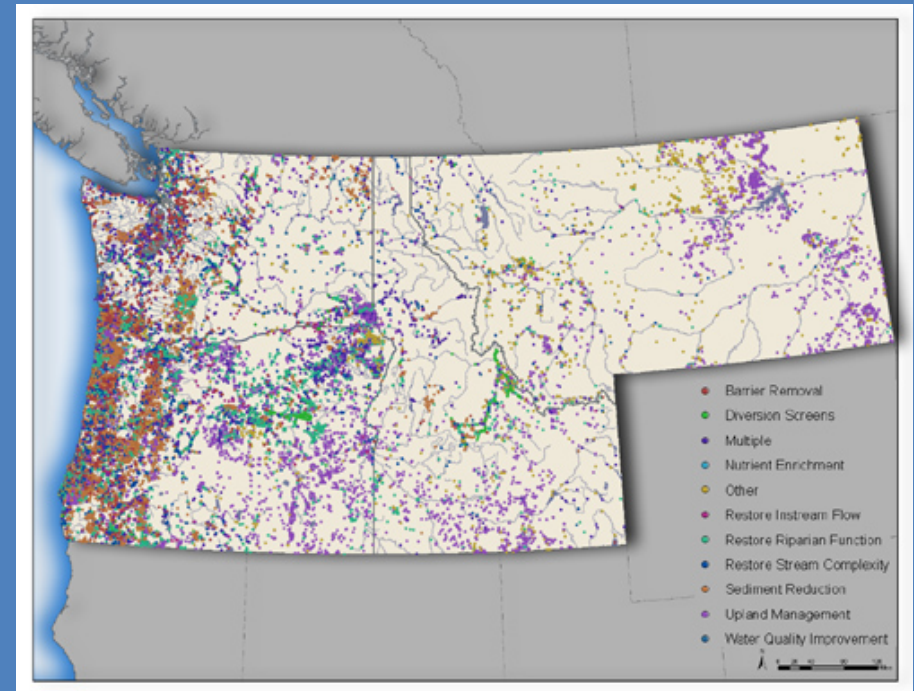 Barrier Removal
Diversion Screens
Multiple
Nutrient Enrichment
Other
Restore Instream Flow
Restore Riparian Function
Restore Stream Complexity
Sediment Reduction
Upland Management
Water Quality Improvement